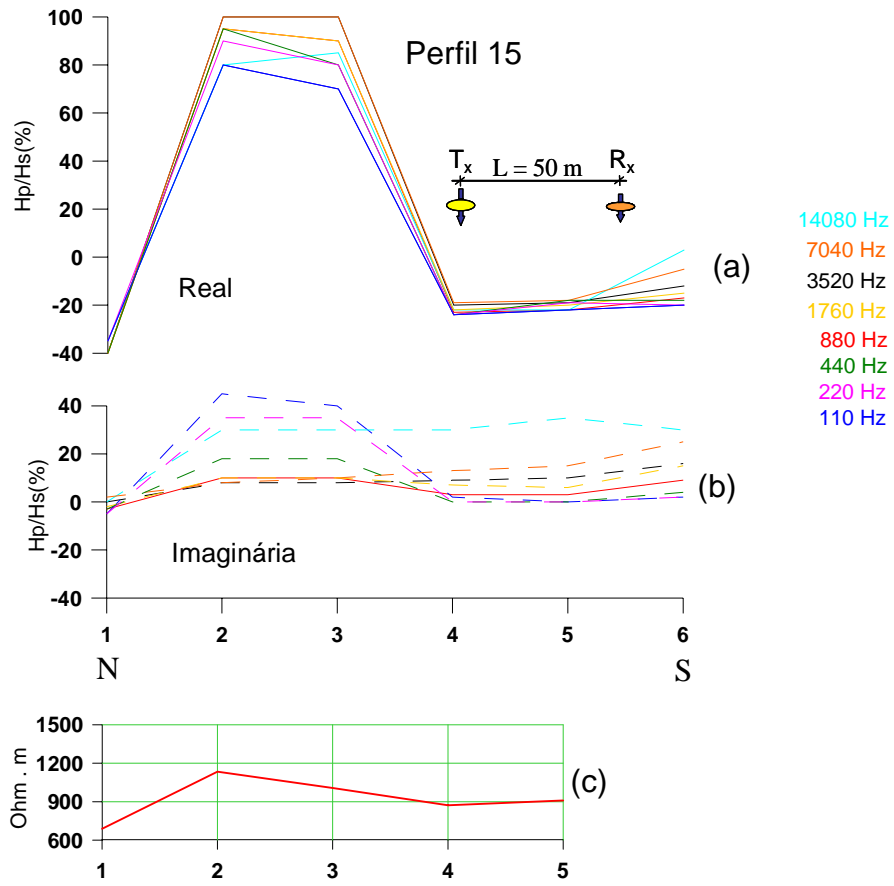 Perfil 15
Hp/Hs(%)
100
80
60
40
20
0
-20
-40
Tx
L = 50 m
Rx
Real
(a)
14080 Hz
7040 Hz
3520 Hz
1760 Hz
880 Hz
440 Hz
220 Hz
110 Hz
Hp/Hs(%)
40
20
0
-20
-40
Imaginária
(b)
1 2 3 4 5 6
N S
Ohm . m
1500
1200
900
600
(c)
1 2 3 4 5